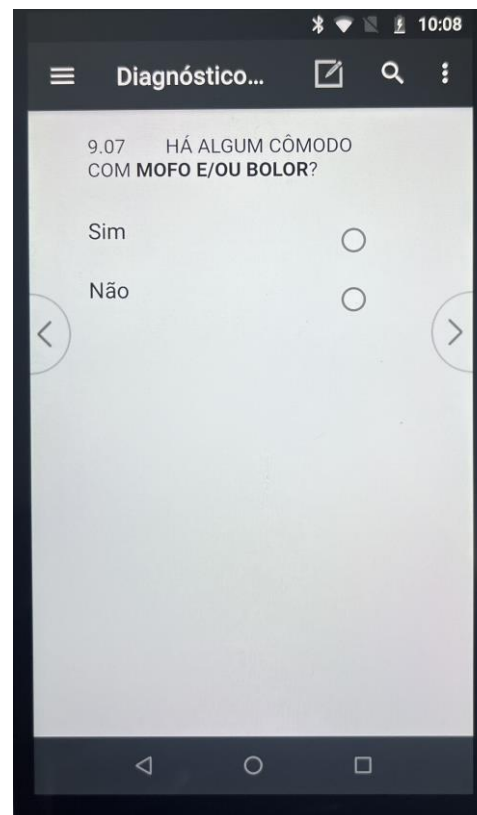 10:08
Diagnóstico...
9.07 HÁ ALGUM CÔMODO
COM MOFO E/OU BOLOR?
Sim
Não